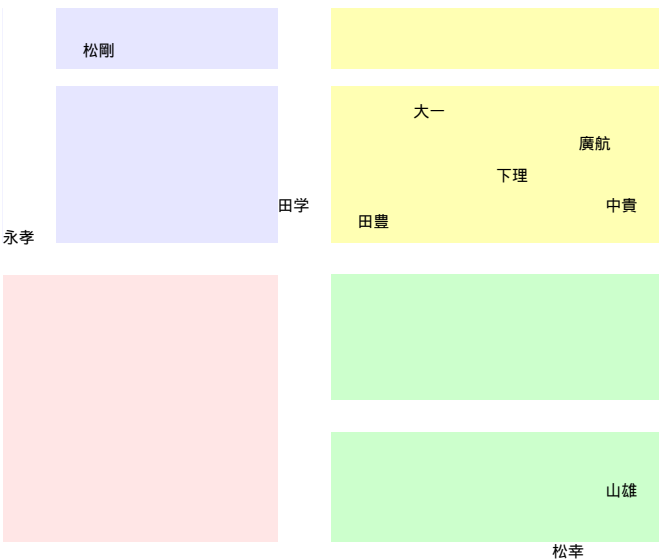 松剛
大一
廣航
下理
田学
中貴
田豊
永孝
山雄
松幸